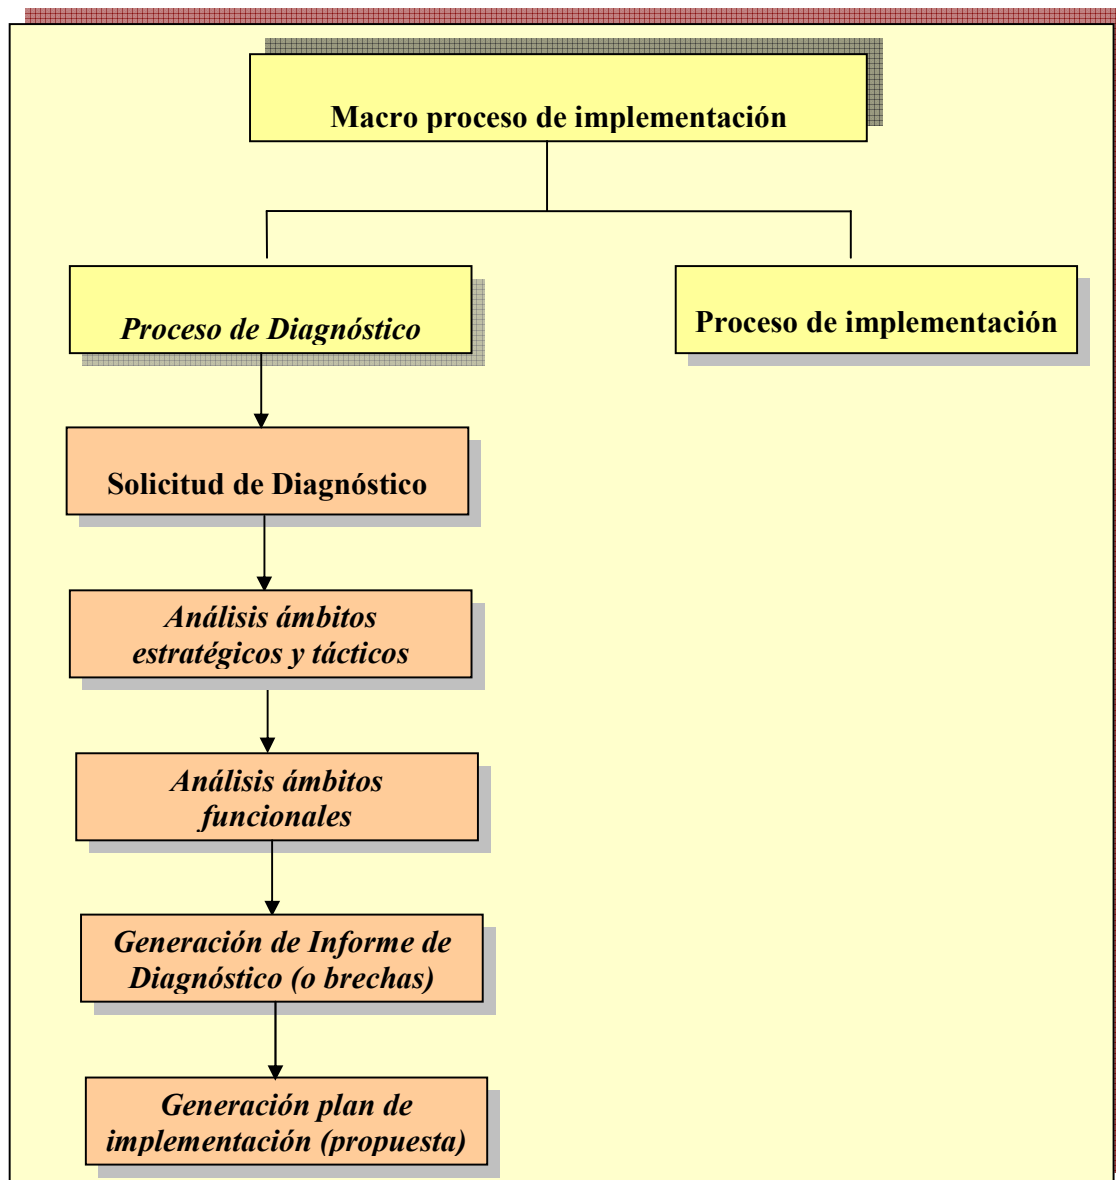 Macro proceso de implementación
Proceso de Diagnóstico
Proceso de implementación
Solicitud de Diagnóstico
Análisis ámbitos
estratégicos y tácticos
Análisis ámbitos
funcionales
Generación de Informe de
Diagnóstico (o brechas)
Generación plan de
implementación (propuesta)